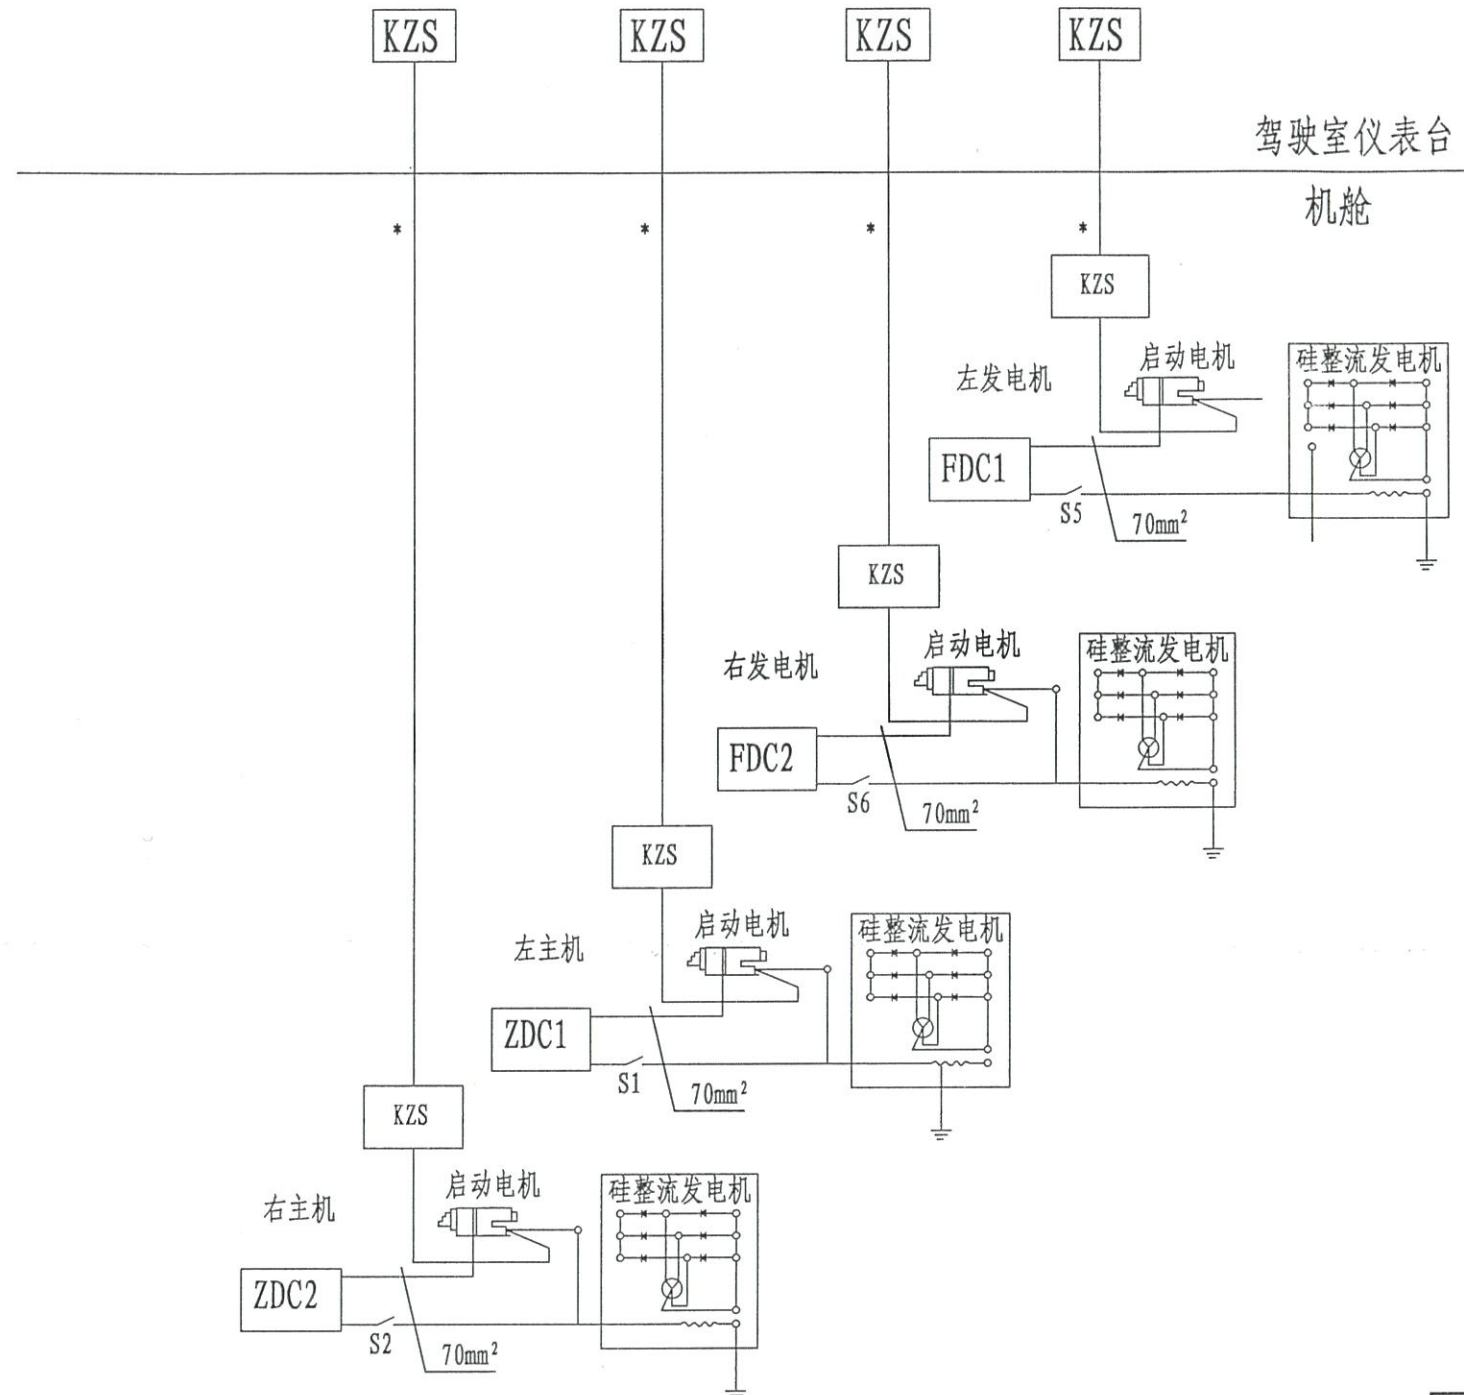 KZS KZS KZS KZS
驾驶室仪表台
机舱
* * * *
KZS
左发电机 启动电机 硅整流发电机
FDC1
S5 70mm²
KZS
右发电机 启动电机 硅整流发电机
FDC2
S6 70mm²
KZS
左主机 启动电机 硅整流发电机
ZDC1
S1 70mm²
KZS
右主机 启动电机 硅整流发电机
ZDC2
S2 70mm²